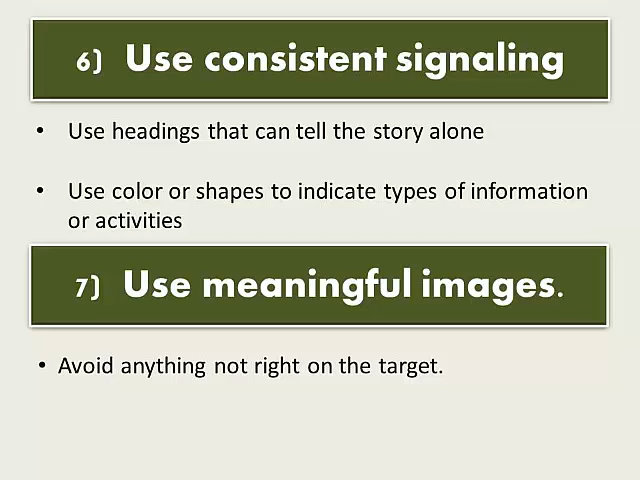 6) Use consistent signaling
• Use headings that can tell the story alone
• Use color or shapes to indicate types of information
or activities
7) Use meaningful images.
• Avoid anything not right on the target.